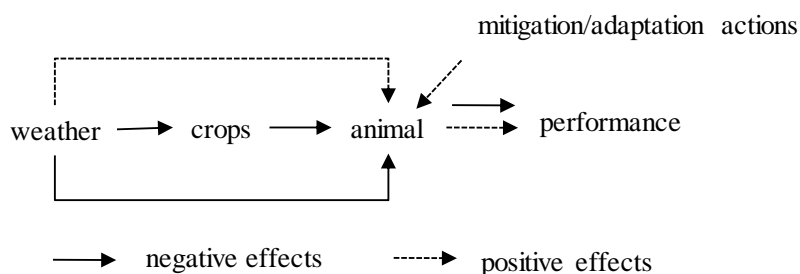 mitigation/adaptation actions
weather crops animal performance
negative effects positive effects